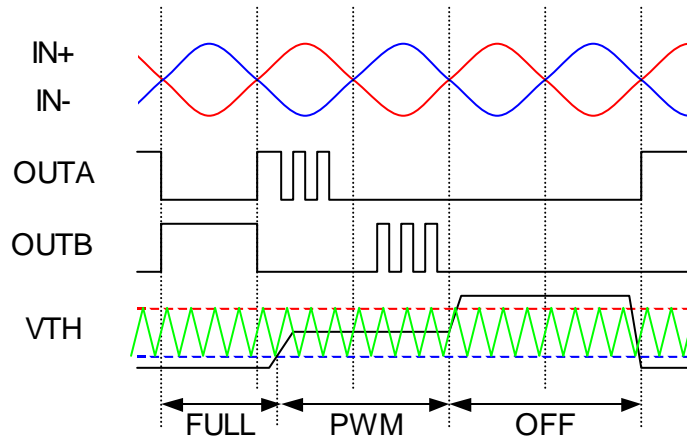 IN+
IN-
OUTA
OUTB
VTH
FULL PWM OFF